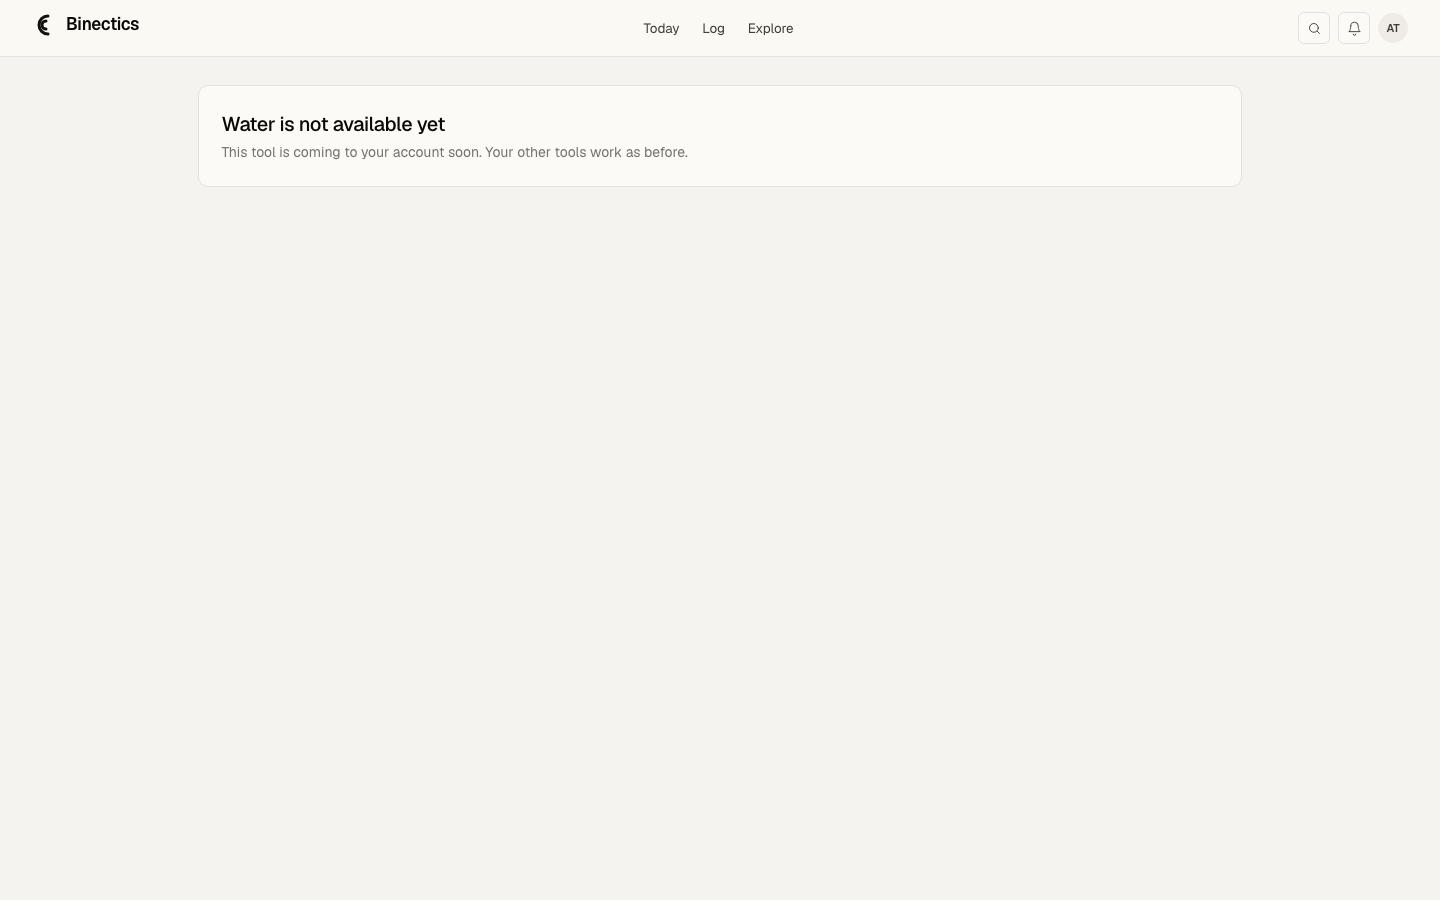 Binectics
Today
Log
Explore
AT
Water is not available yet
This tool is coming to your account soon. Your other tools work as before.